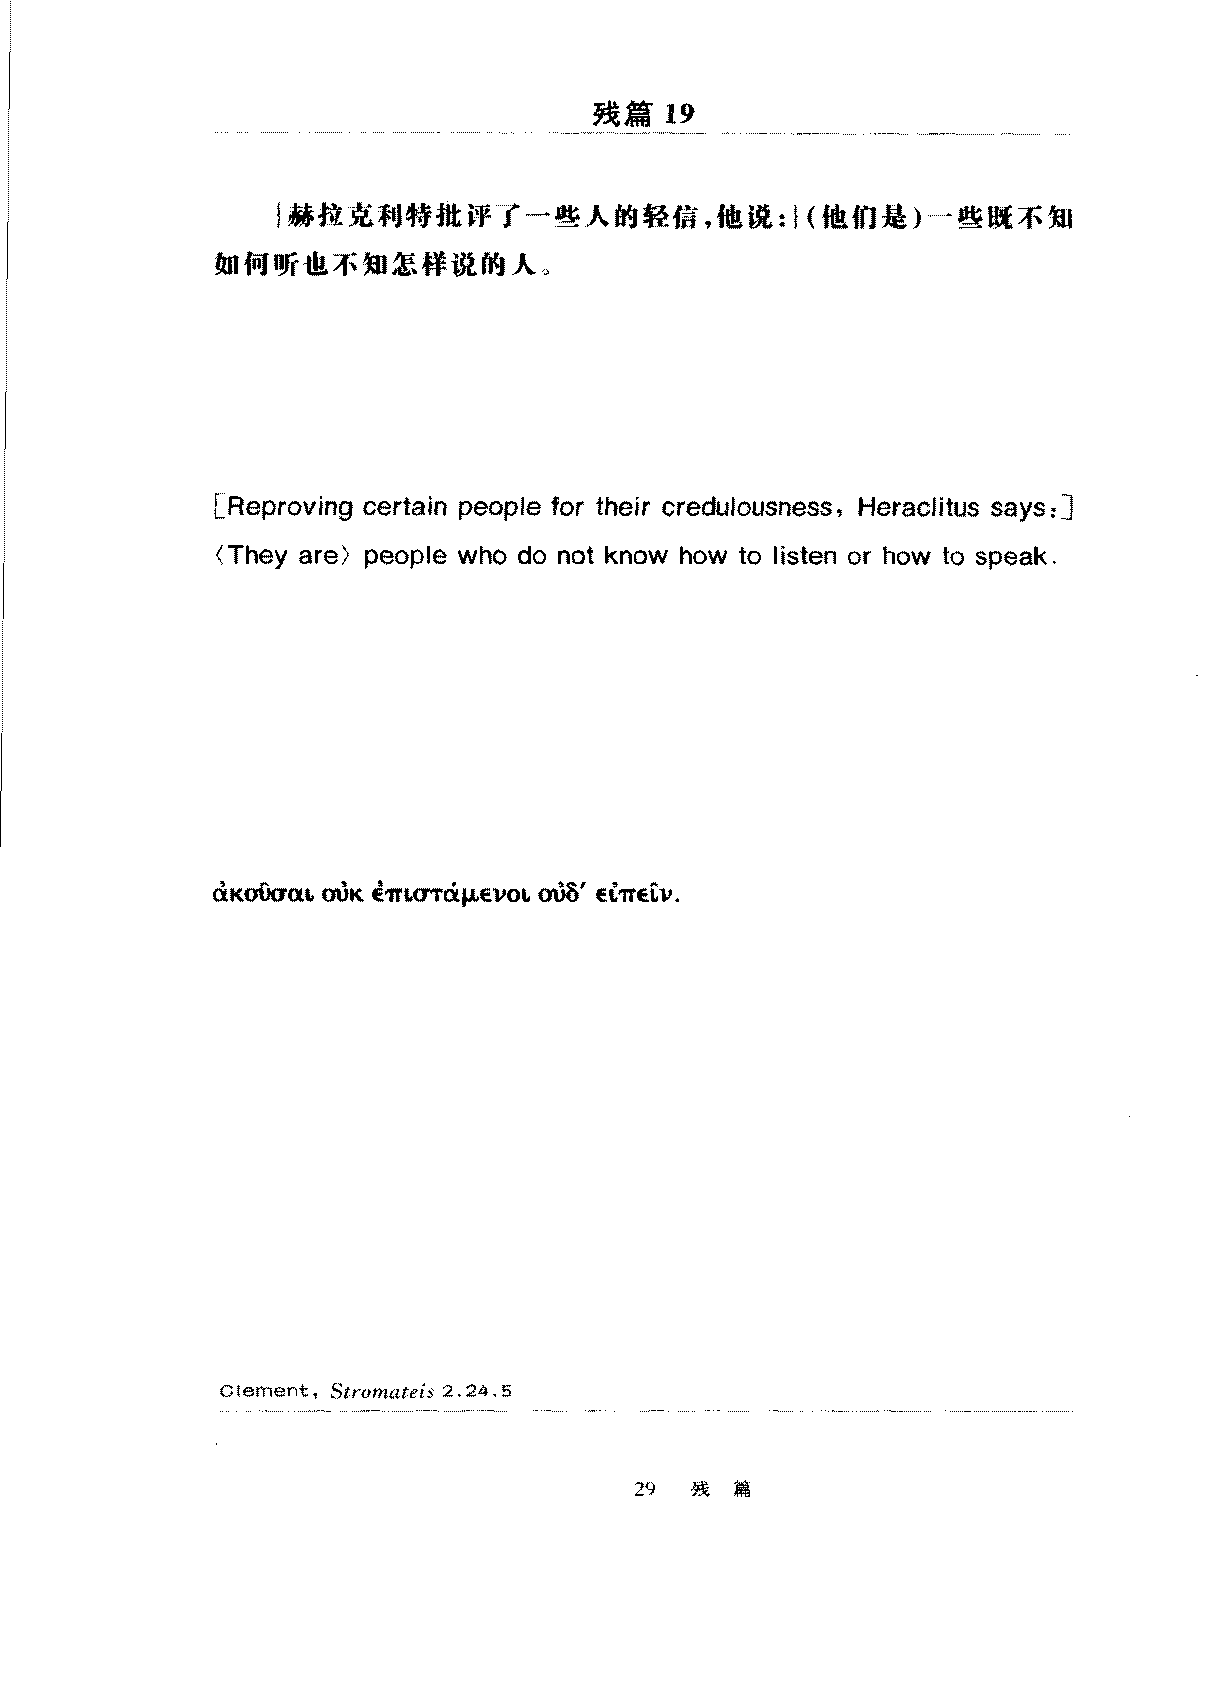 残篇 19
{赫拉克利特批评了一些人的轻信,他说:}(他们是)一些既不知
如何听也不知怎样说的人。
[Reproving certain people for their credulousness, Heraclitus says:]
〈They are〉 people who do not know how to listen or how to speak.
ἀκοῦσαι οὐκ ἐπιστάμενοι οὐδ' εἰπεῖν.
Clement, Stromateis 2.24.5
29 残 篇